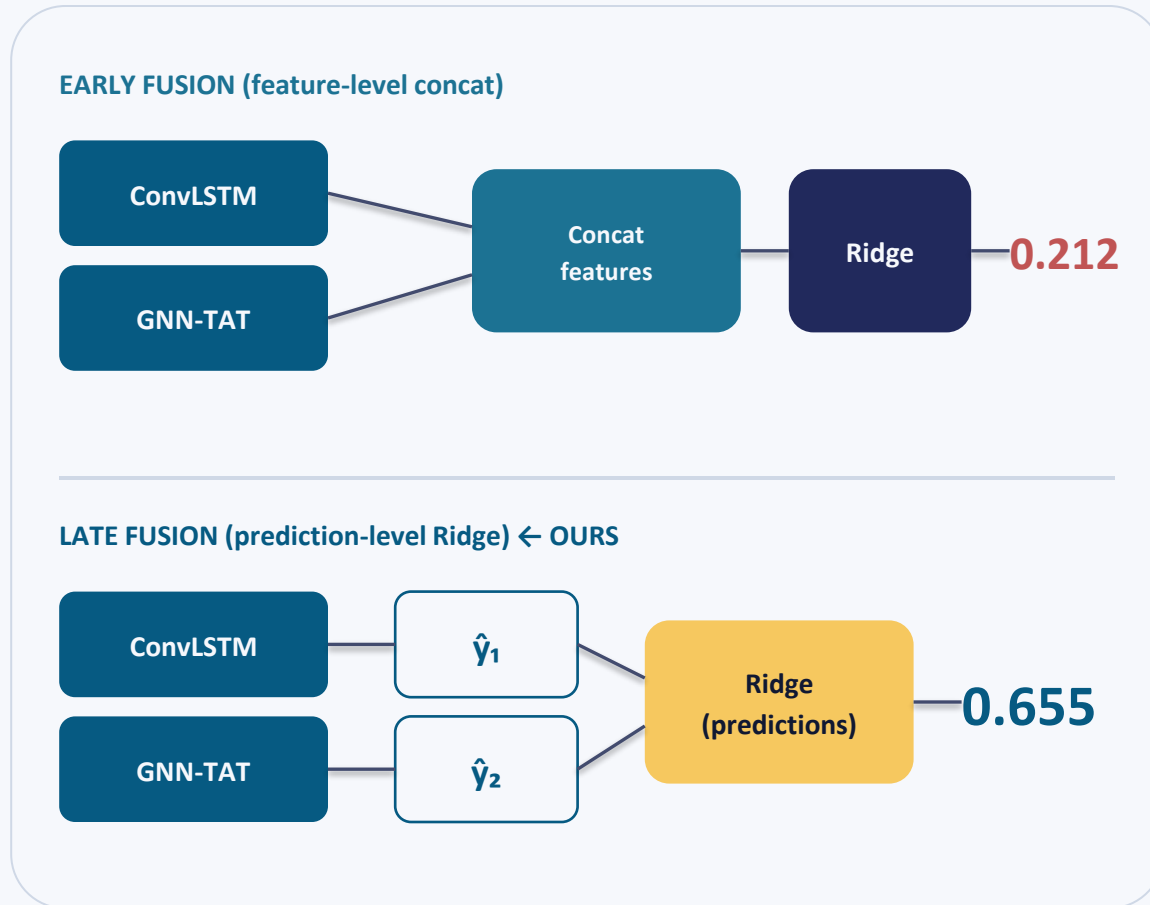 EARLY FUSION (feature-level concat)
ConvLSTM
GNN-TAT
Concat
features
Ridge
0.212
LATE FUSION (prediction-level Ridge) ← OURS
ConvLSTM
ŷ₁
GNN-TAT
ŷ₂
Ridge
(predictions)
0.655